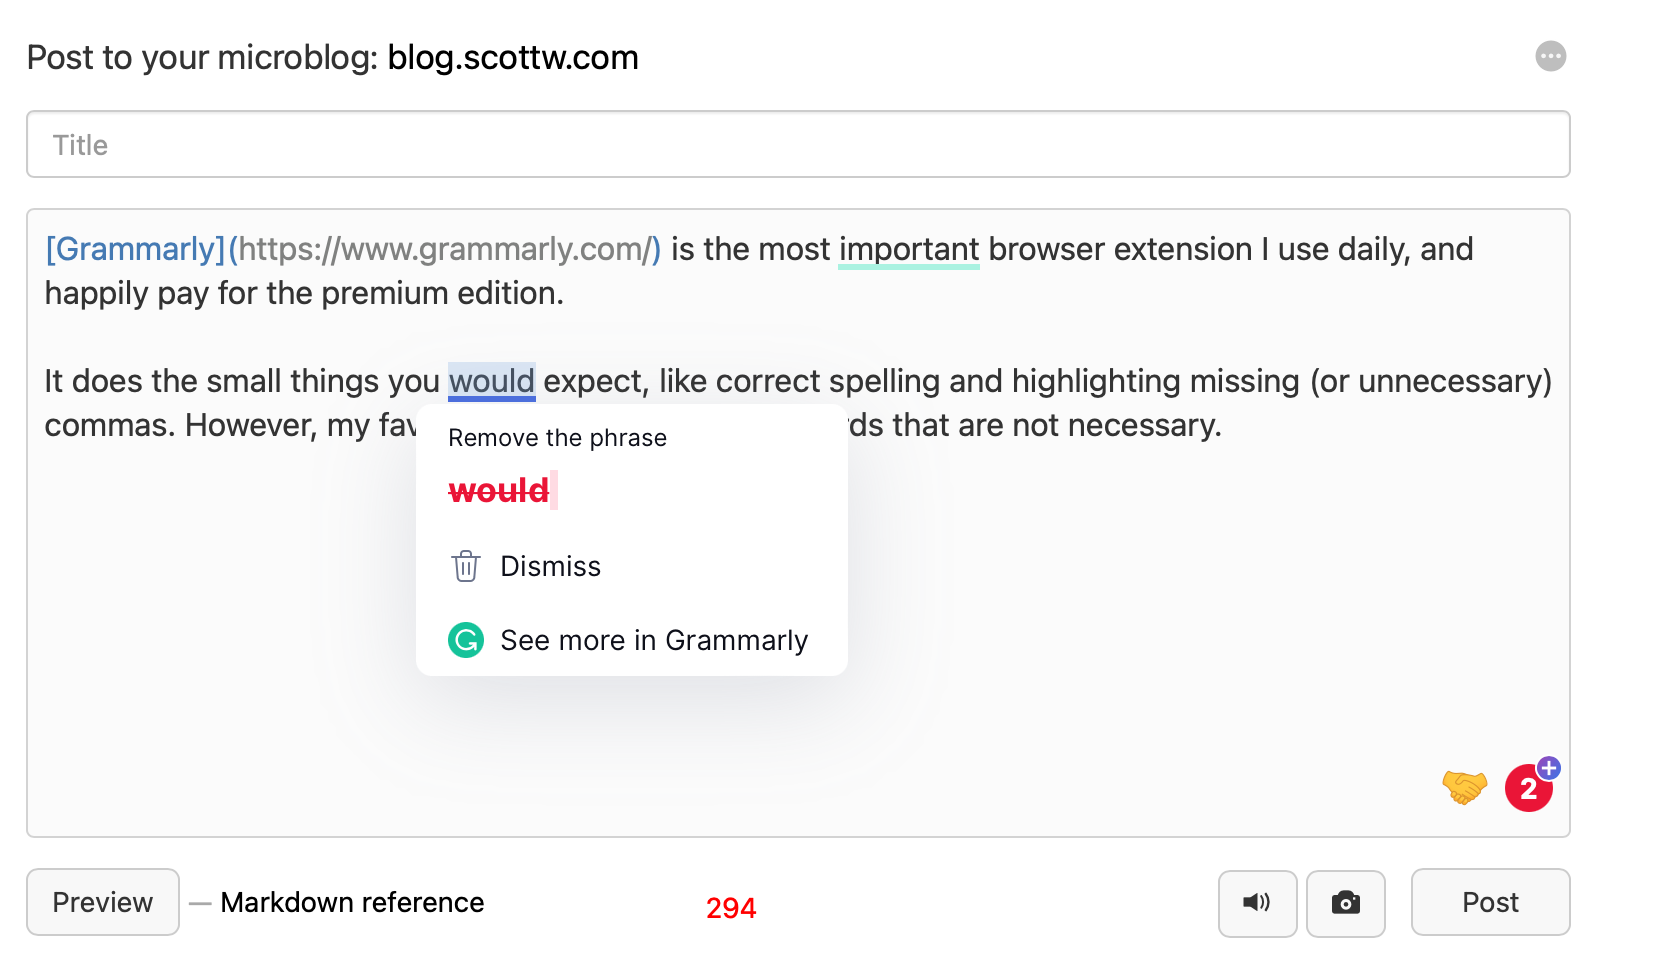 Post to your microblog: blog.scottw.com
Title
[Grammarly](https://www.grammarly.com/) is the most important browser extension I use daily, and
happily pay for the premium edition.
It does the small things you would expect, like correct spelling and highlighting missing (or unnecessary)
commas. However, my that are not necessary.
Remove the phrase
would
Dismiss
See more in Grammarly
2
Preview — Markdown reference
294
Post